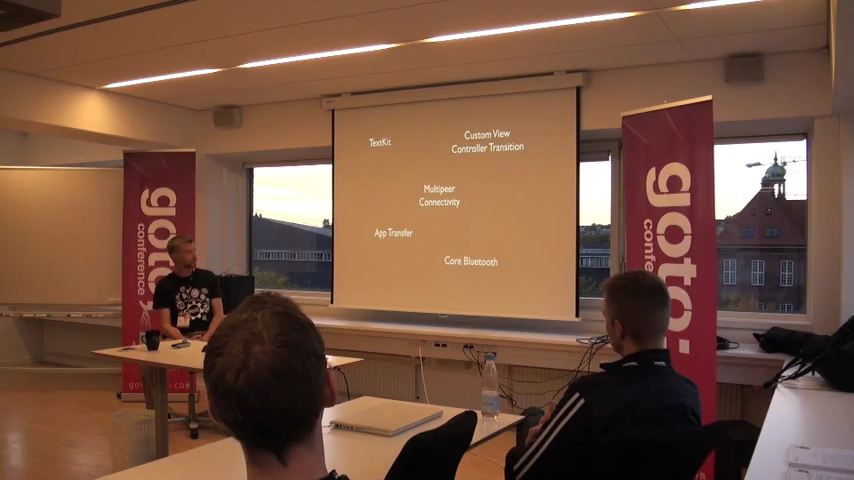 TextKit
Custom View
Controller Transition
Multipeer
Connectivity
App Transfer
Core Bluetooth
goto;
conference
goto;
conference